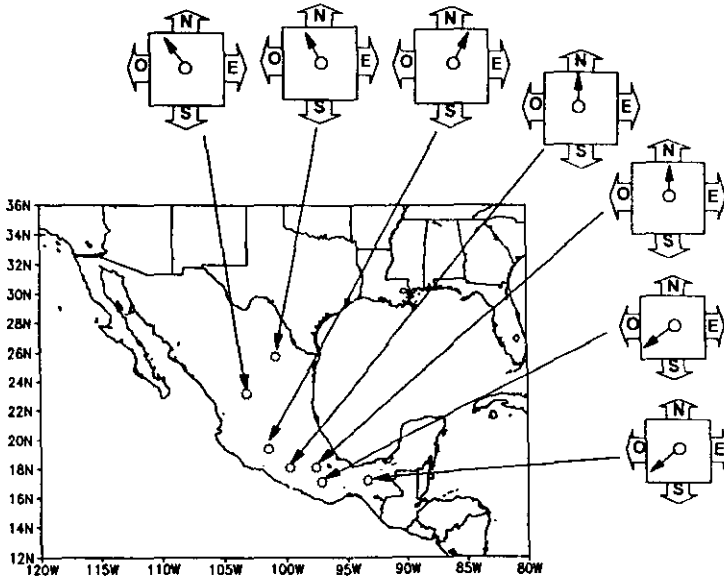 N
O E
S
N
O E
S
N
O E
S
N
O E
S
N
O E
S
N
O E
S
N
O E
S
36N
34N
32N
30N
28N
26N
24N
22N
20N
18N
16N
14N
12N
120W 115W 110W 105W 100W 95W 90W 85W 80W